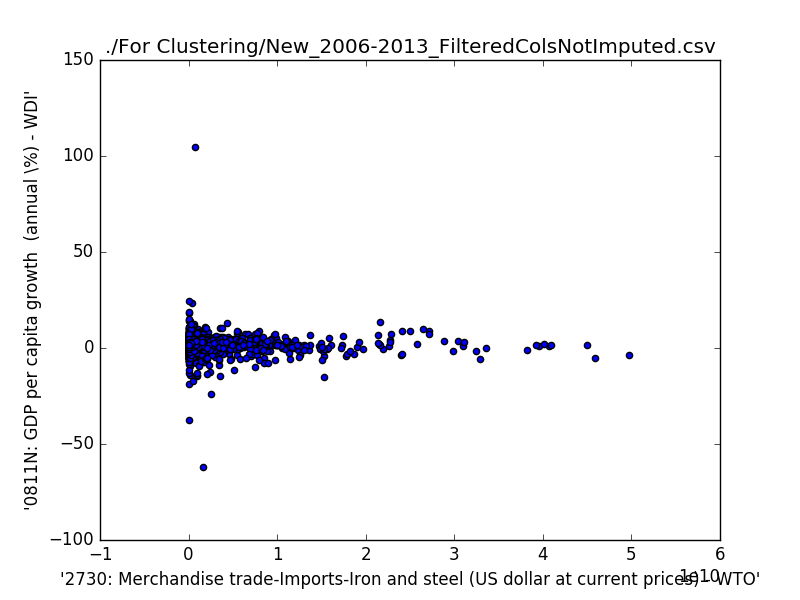 ./For Clustering/New_2006-2013_FilteredColsNotImputed.csv
150
100
50
0
−50
−100
'0811N: GDP per capita growth  (annual \%) - WDI'
−1 0 1 2 3 4 5 6
1e10
'2730: Merchandise trade-Imports-Iron and steel (US dollar at current prices) - WTO'